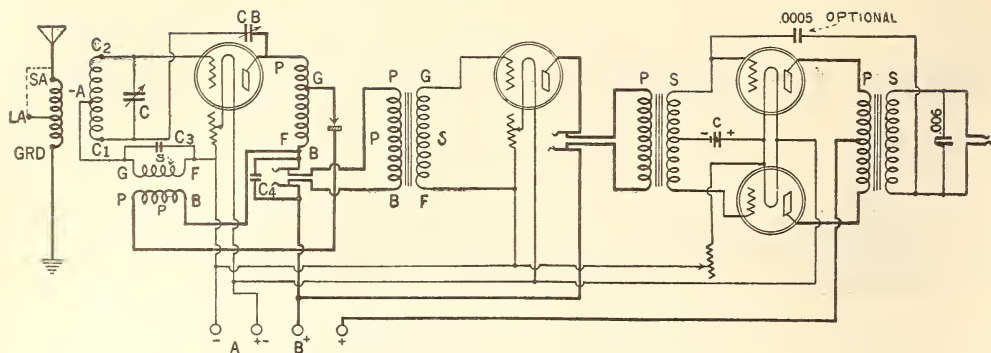 .0005 OPTIONAL
CB
C2
P
SA
-A
G
P
G
P
S
LA
C
P
S
C
- +
.006
GRD
C1
C3
S
G
F
F
B
C4
P
S
P
P
B
B
F
- +- + +
A
B